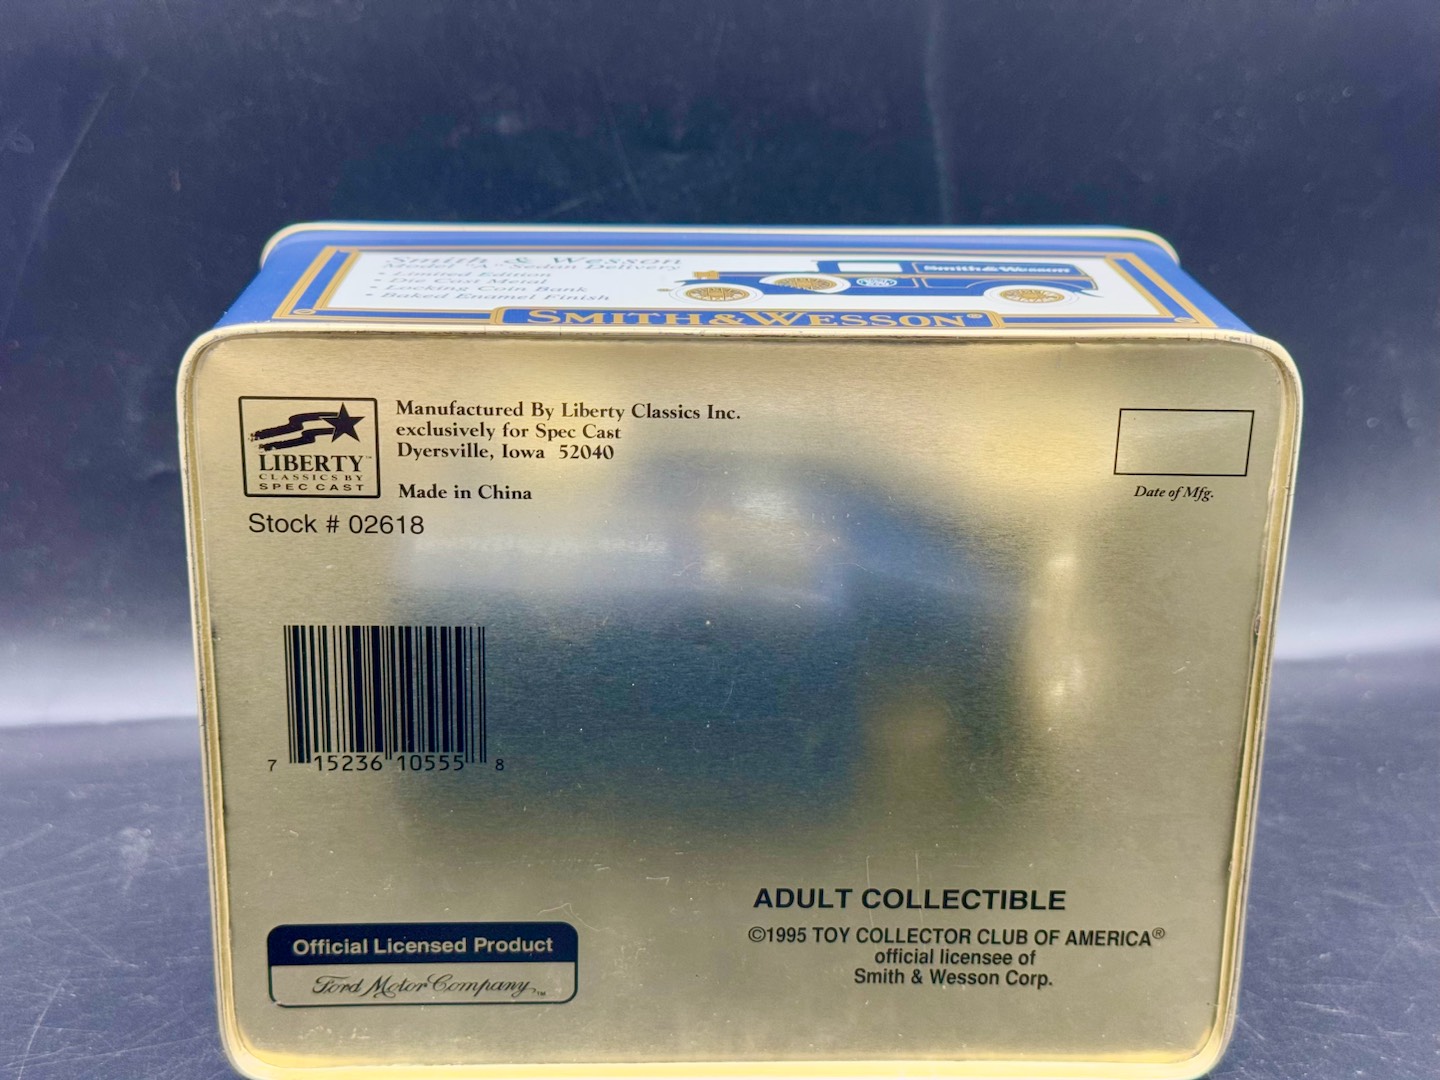 Smith & Wesson
Model "A" Sedan Delivery
• Limited Edition
• Die Cast Metal
• Locking Coin Bank
• Baked Enamel Finish
Smith & Wesson
SMITH & WESSON®
LIBERTY™
CLASSICS BY
SPEC CAST
Manufactured By Liberty Classics Inc.
exclusively for Spec Cast
Dyersville, Iowa 52040
Made in China
Stock # 02618
Date of Mfg.
7 15236 10555 8
ADULT COLLECTIBLE
©1995 TOY COLLECTOR CLUB OF AMERICA®
official licensee of
Smith & Wesson Corp.
Official Licensed Product
Ford Motor Company™